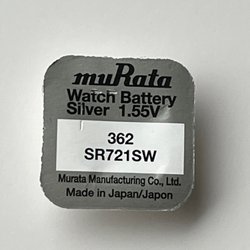 muRata
Watch Battery
Silver 1.55V
362
SR721SW
Murata Manufacturing Co., Ltd.
Made in Japan/Japon